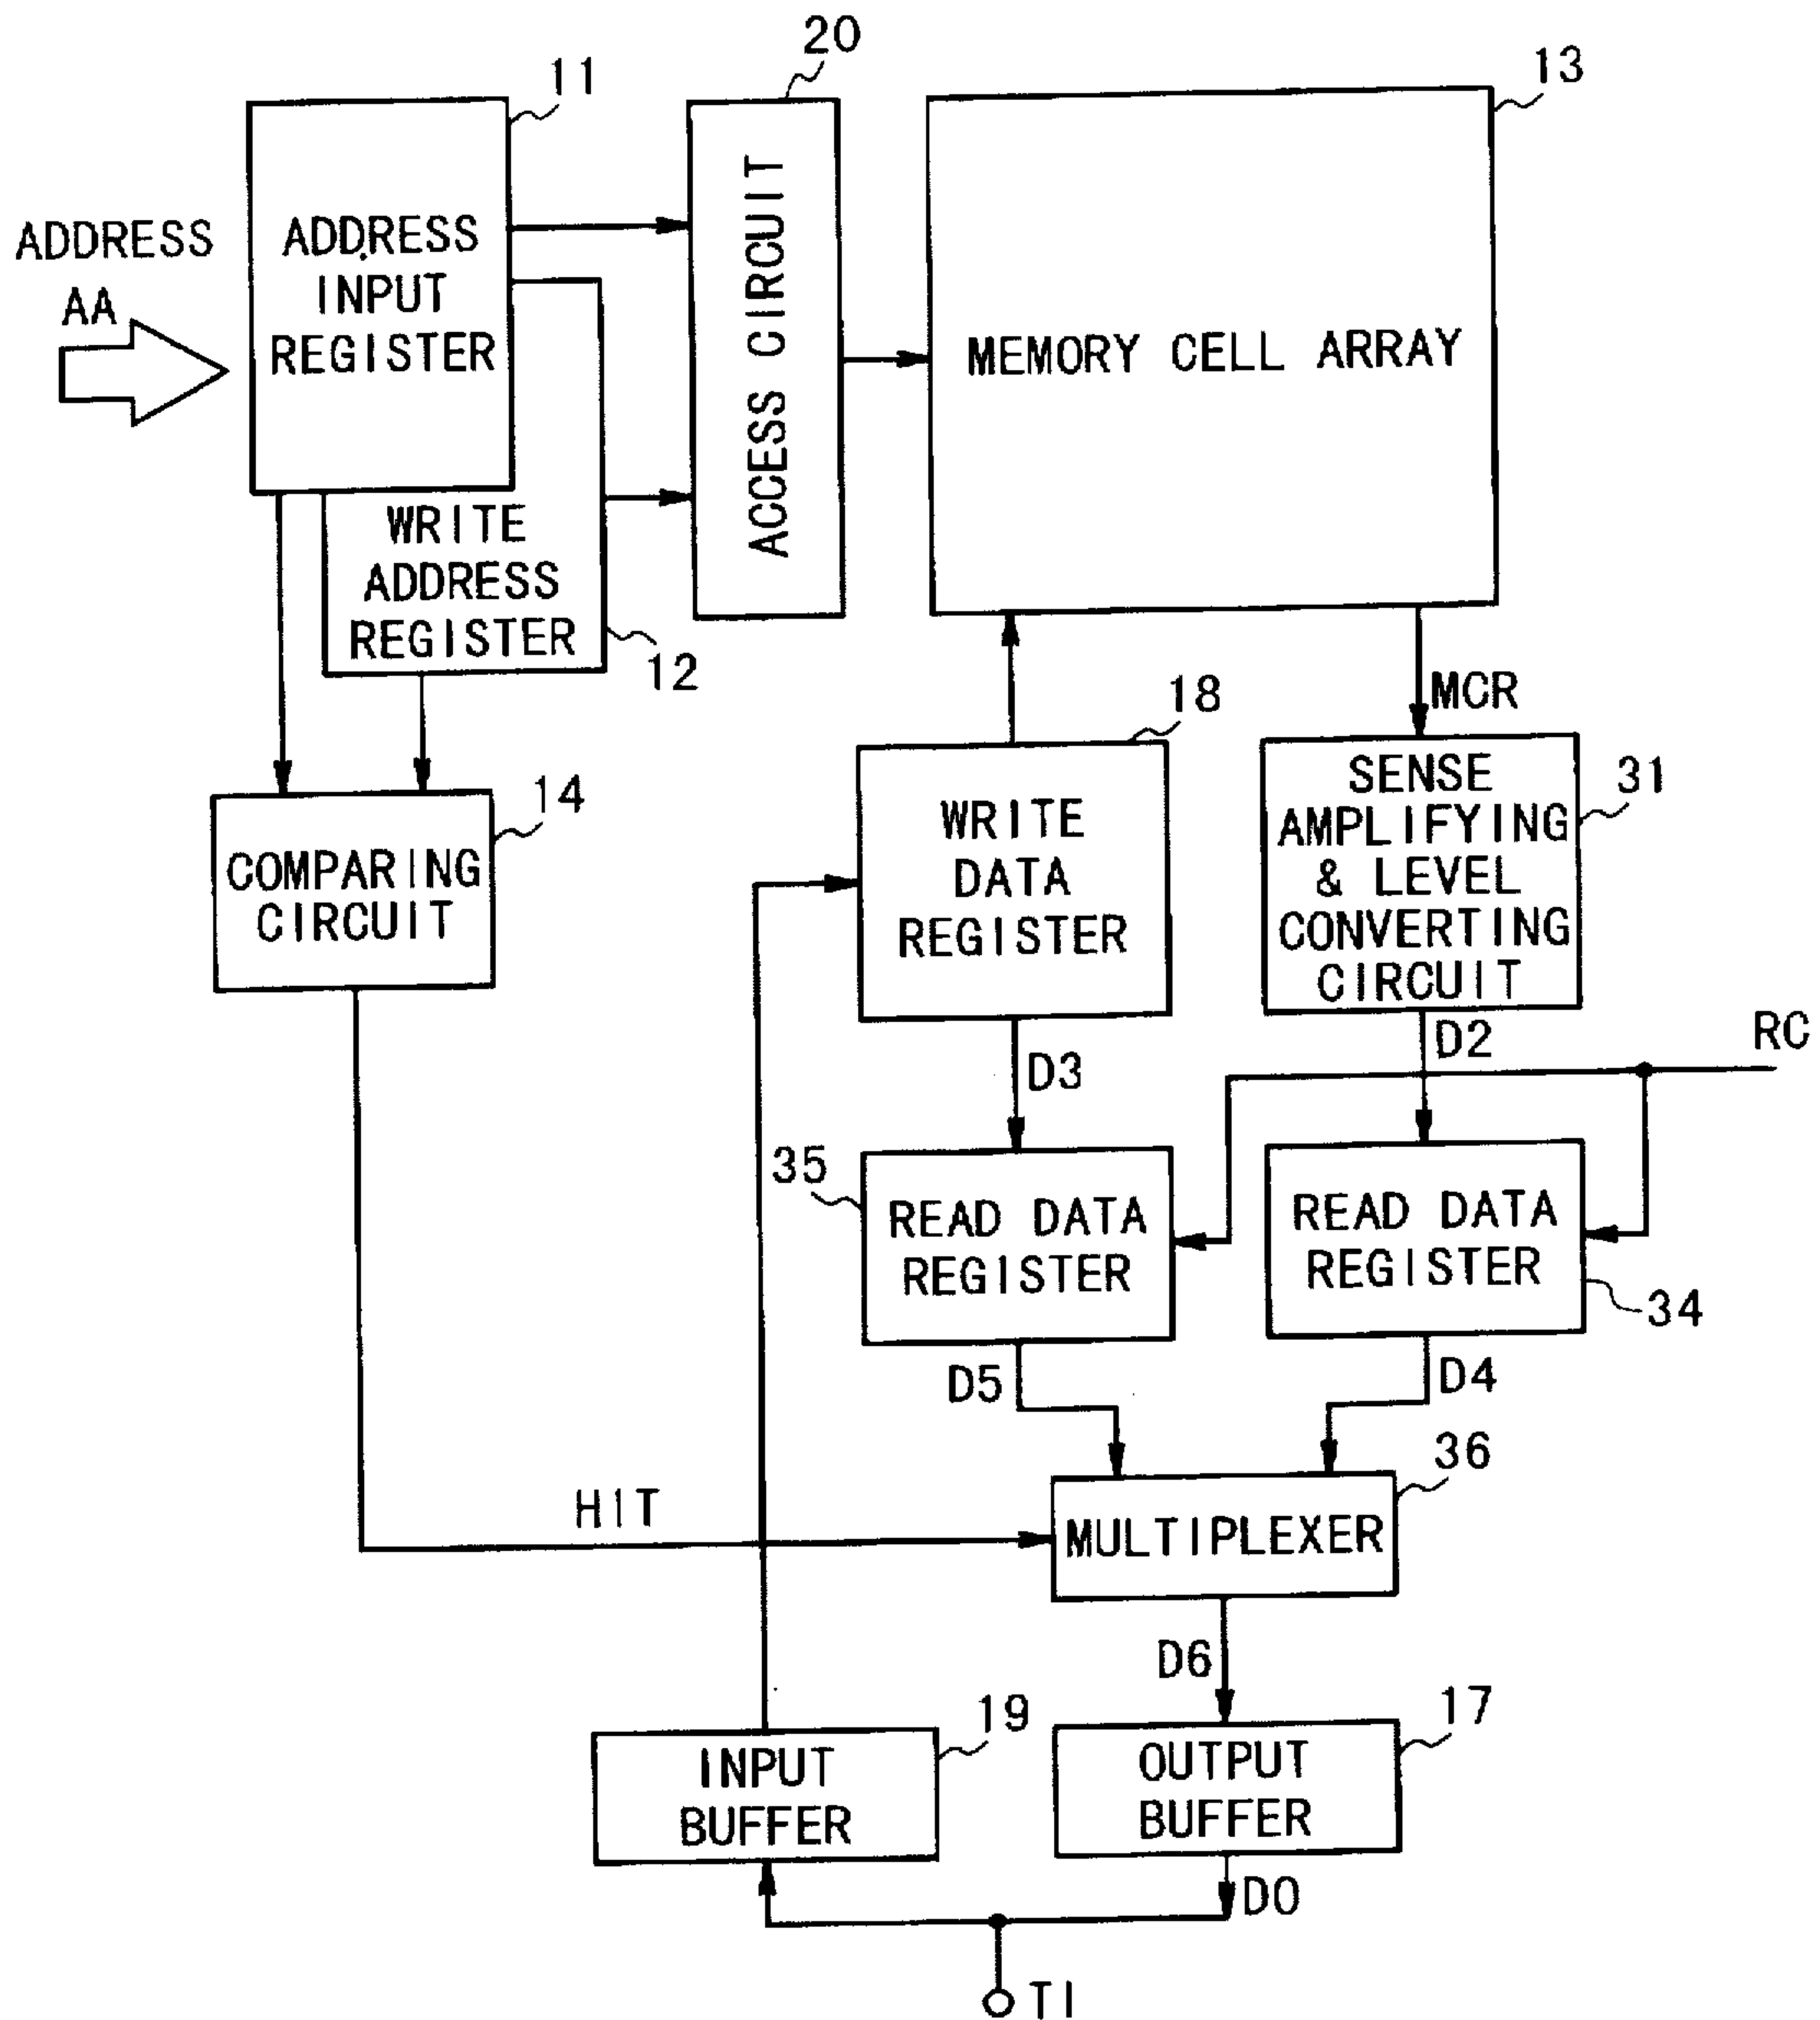 20
11
13
ADDRESS
AA
ADDRESS
INPUT
REGISTER
ACCESS CIRCUIT
MEMORY CELL ARRAY
WRITE
ADDRESS
REGISTER
12
MCR
18
14
31
COMPARING
CIRCUIT
WRITE
DATA
REGISTER
SENSE
AMPLIFYING
& LEVEL
CONVERTING
CIRCUIT
D3
D2
RC
35
READ DATA
REGISTER
READ DATA
REGISTER
34
D5
D4
36
HIT
MULTIPLEXER
D6
19
17
INPUT
BUFFER
OUTPUT
BUFFER
DO
TI